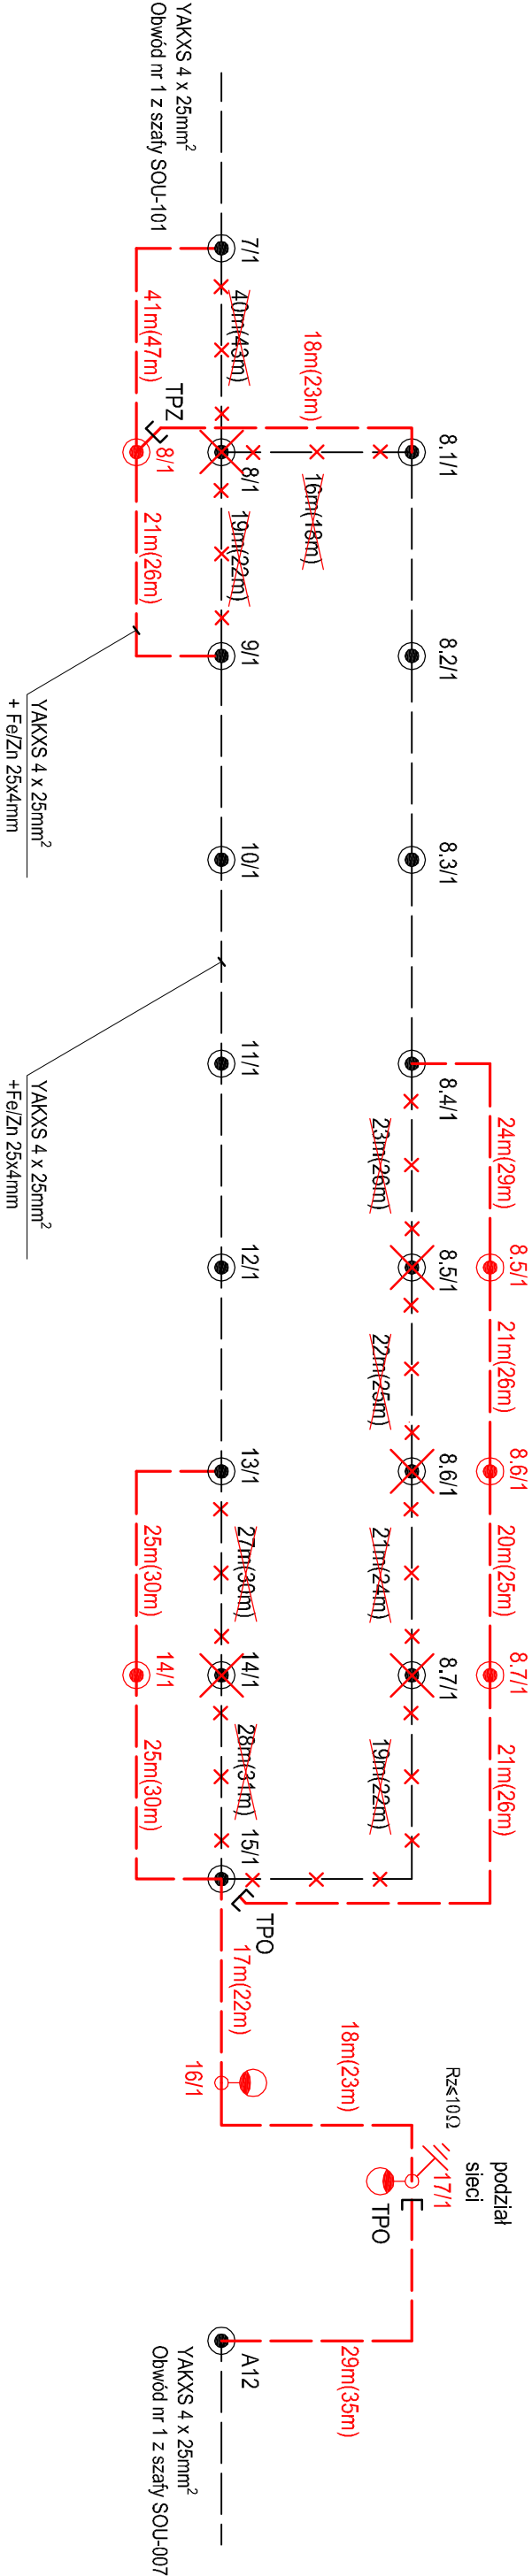 YAKXS 4 x 25mm²
Obwód nr 1 z szafy SOU-101
7/1
40m(43m)
41m(47m)
18m(23m)
TPZ
8/1
8/1
8.1/1
16m(18m)
19m(22m)
21m(26m)
9/1
8.2/1
YAKXS 4 x 25mm²
+ Fe/Zn 25x4mm
10/1
8.3/1
11/1
8.4/1
YAKXS 4 x 25mm²
+Fe/Zn 25x4mm
24m(29m)
23m(26m)
12/1
8.5/1
8.5/1
21m(26m)
22m(25m)
13/1
8.6/1
8.6/1
20m(25m)
21m(24m)
27m(30m)
25m(30m)
14/1
14/1
8.7/1
8.7/1
21m(26m)
19m(22m)
28m(31m)
25m(30m)
15/1
TPO
17m(22m)
16/1
18m(23m)
Rz≤10Ω
17/1
podział
sieci
TPO
29m(35m)
A12
YAKXS 4 x 25mm²
Obwód nr 1 z szafy SOU-007